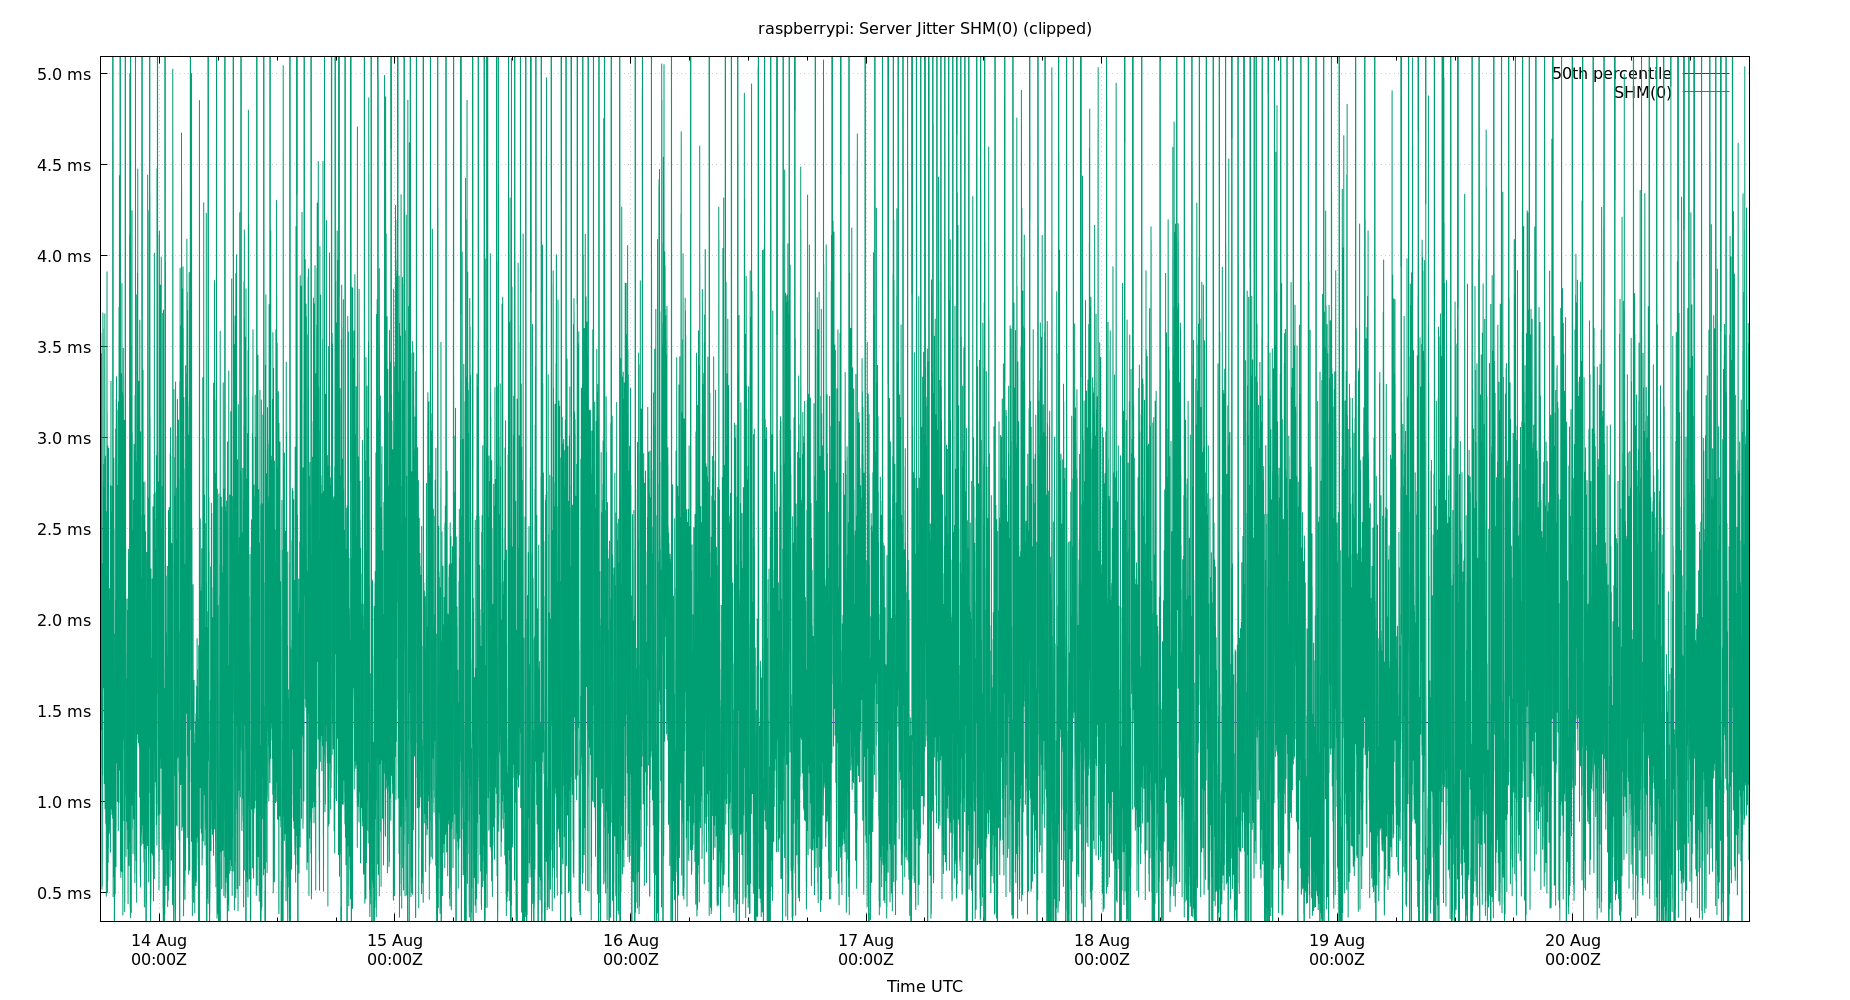 raspberrypi: Server Jitter SHM(0) (clipped)
5.0 ms
50th percentile
SHM(0)
4.5 ms
4.0 ms
3.5 ms
3.0 ms
2.5 ms
2.0 ms
1.5 ms
1.0 ms
0.5 ms
14 Aug 15 Aug 16 Aug 17 Aug 18 Aug 19 Aug 20 Aug
00:00Z 00:00Z 00:00Z 00:00Z 00:00Z 00:00Z 00:00Z
Time UTC